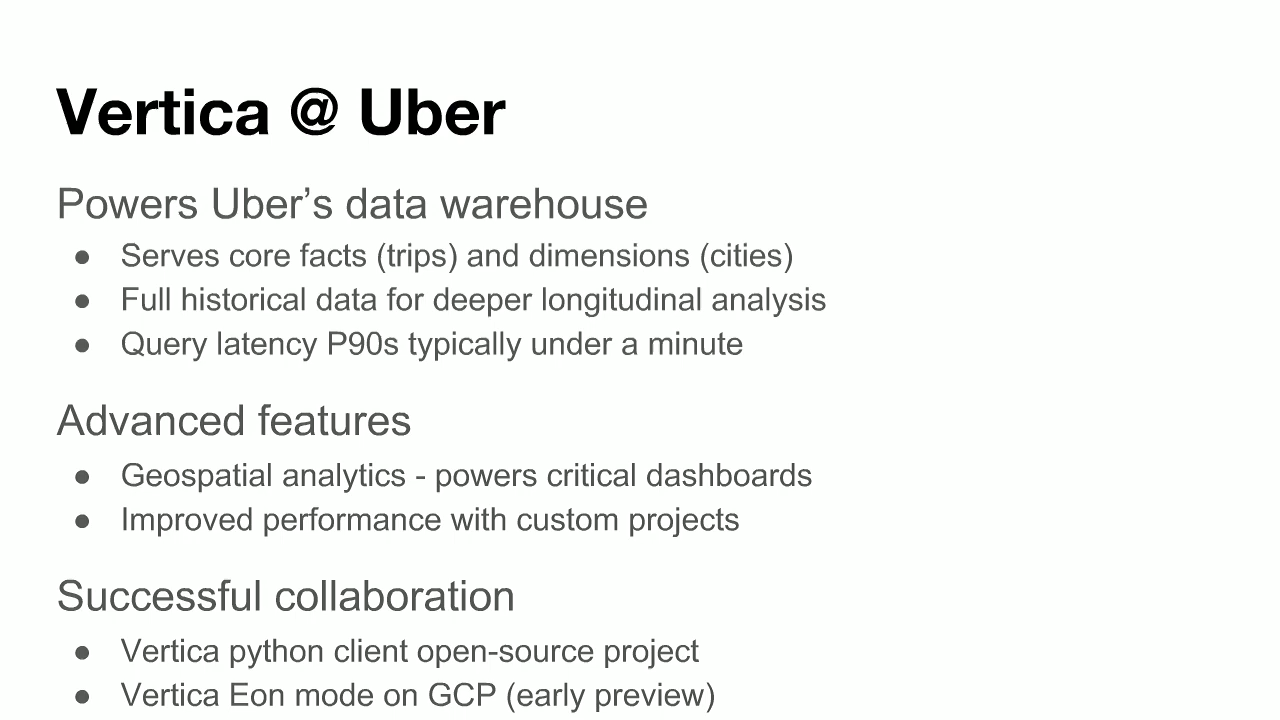 Vertica @ Uber
Powers Uber’s data warehouse
● Serves core facts (trips) and dimensions (cities)
● Full historical data for deeper longitudinal analysis
● Query latency P90s typically under a minute
Advanced features
● Geospatial analytics - powers critical dashboards
● Improved performance with custom projects
Successful collaboration
● Vertica python client open-source project
● Vertica Eon mode on GCP (early preview)